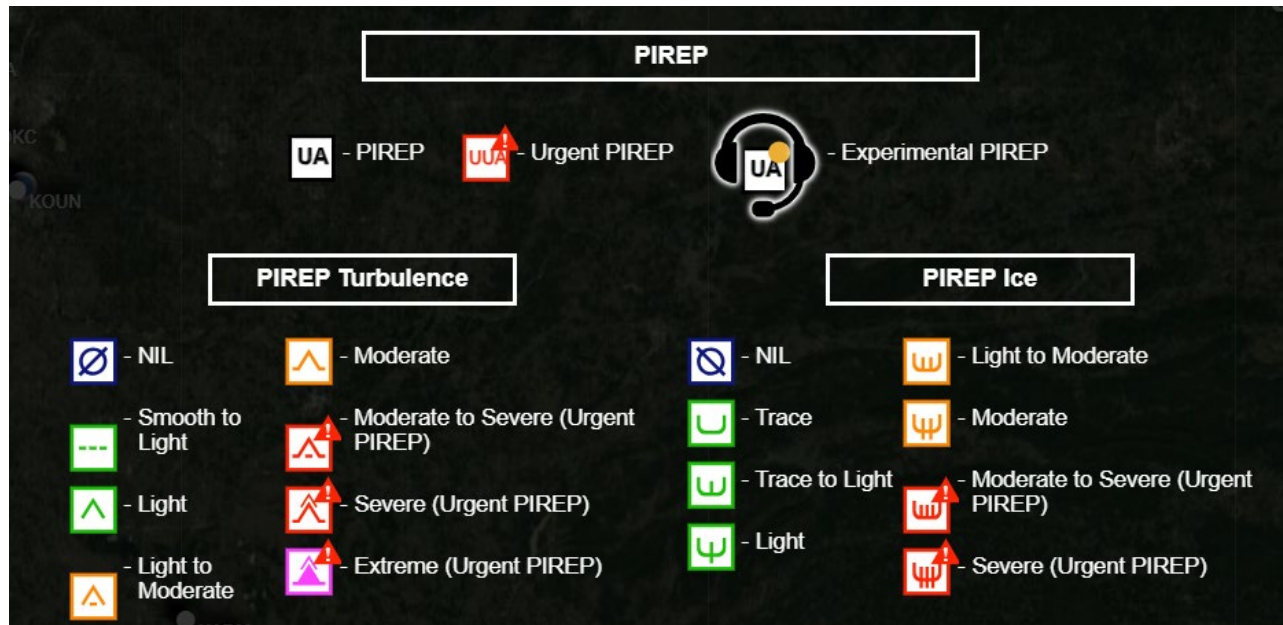 PIREP
UA - PIREP
UUA - Urgent PIREP
UA - Experimental PIREP
KC
KOUN
PIREP Turbulence
- NIL
- Smooth to
Light
- Light
- Light to
Moderate
- Moderate
- Moderate to Severe (Urgent
PIREP)
- Severe (Urgent PIREP)
- Extreme (Urgent PIREP)
PIREP Ice
- NIL
- Trace
- Trace to Light
- Light
- Light to Moderate
- Moderate
- Moderate to Severe (Urgent
PIREP)
- Severe (Urgent PIREP)